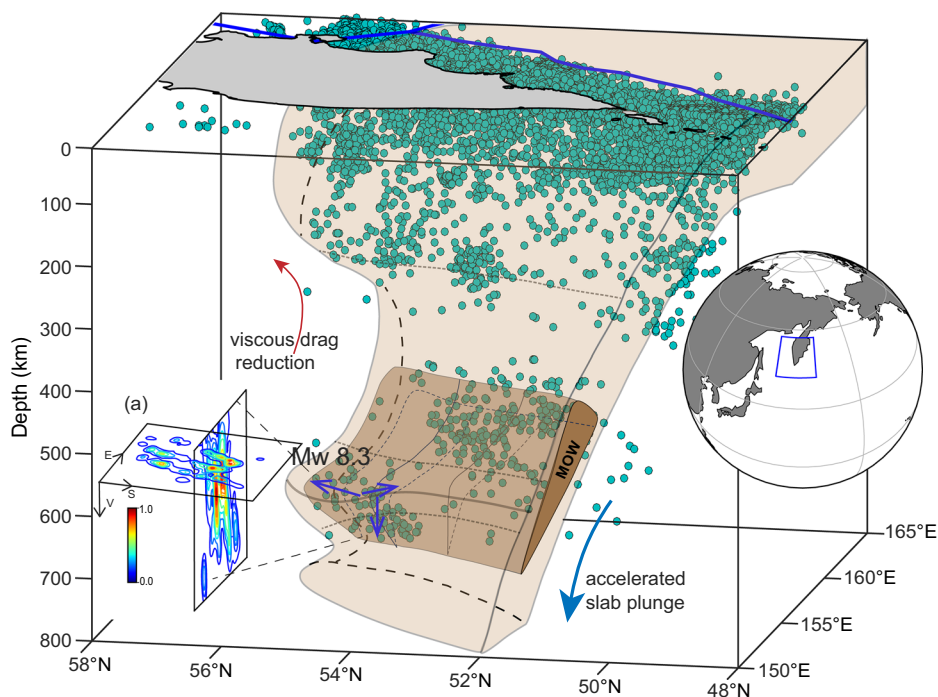 0
100
200
300
400
500
600
700
800
Depth (km)
viscous drag
reduction
(a)
E
S
V
1.0
0.0
Mw 8.3
MOW
accelerated
slab plunge
58°N
56°N
54°N
52°N
50°N
48°N
150°E
155°E
160°E
165°E